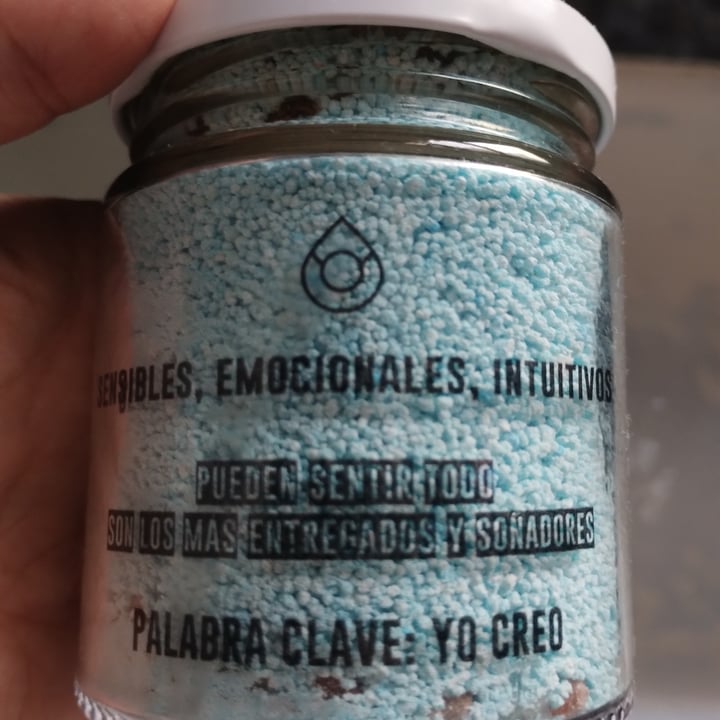 SENSIBLES, EMOCIONALES, INTUITIVOS
PUEDEN SENTIR TODO
SON LOS MAS ENTREGADOS Y SOÑADORES
PALABRA CLAVE: YO CREO